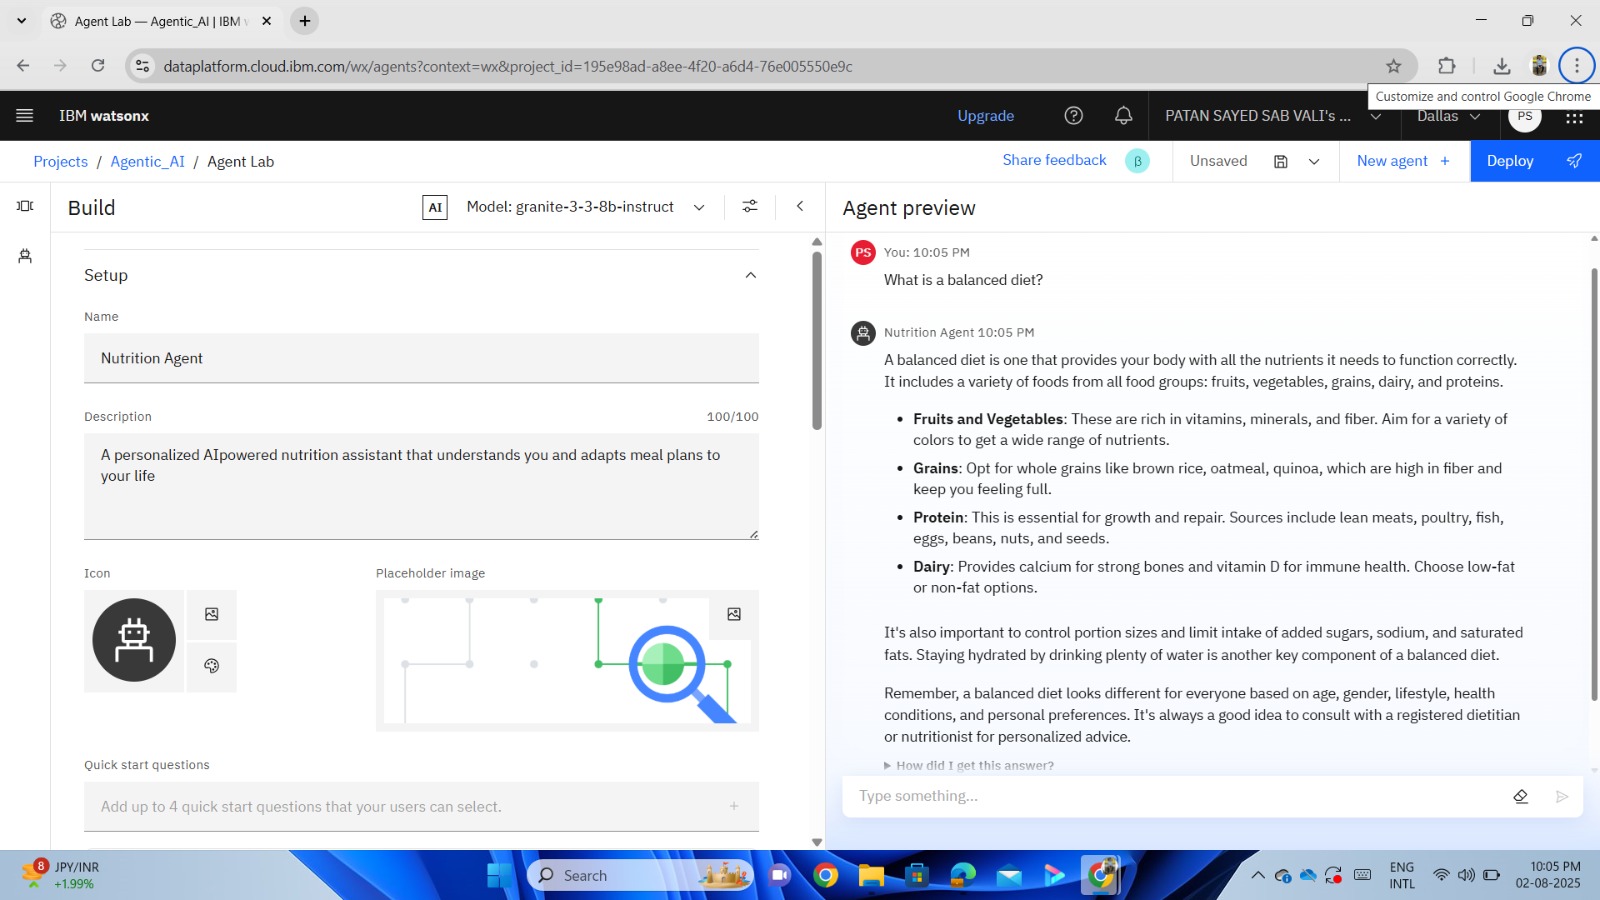 Agent Lab — Agentic_AI | IBM w
dataplatform.cloud.ibm.com/wx/agents?context=wx&project_id=195e98ad-a8ee-4f20-a6d4-76e005550e9c
Customize and control Google Chrome
IBM watsonx
Upgrade
PATAN SAYED SAB VALI's ...
Dallas
PS
Projects / Agentic_AI / Agent Lab
Share feedback
β
Unsaved
New agent +
Deploy
Build
AI
Model: granite-3-3-8b-instruct
Agent preview
Setup
Name
Nutrition Agent
Description
100/100
A personalized AIpowered nutrition assistant that understands you and adapts meal plans to
your life
Icon
Placeholder image
Quick start questions
Add up to 4 quick start questions that your users can select.
PS
You: 10:05 PM
What is a balanced diet?
Nutrition Agent 10:05 PM
A balanced diet is one that provides your body with all the nutrients it needs to function correctly.
It includes a variety of foods from all food groups: fruits, vegetables, grains, dairy, and proteins.
• Fruits and Vegetables: These are rich in vitamins, minerals, and fiber. Aim for a variety of
colors to get a wide range of nutrients.
• Grains: Opt for whole grains like brown rice, oatmeal, quinoa, which are high in fiber and
keep you feeling full.
• Protein: This is essential for growth and repair. Sources include lean meats, poultry, fish,
eggs, beans, nuts, and seeds.
• Dairy: Provides calcium for strong bones and vitamin D for immune health. Choose low-fat
or non-fat options.
It's also important to control portion sizes and limit intake of added sugars, sodium, and saturated
fats. Staying hydrated by drinking plenty of water is another key component of a balanced diet.
Remember, a balanced diet looks different for everyone based on age, gender, lifestyle, health
conditions, and personal preferences. It's always a good idea to consult with a registered dietitian
or nutritionist for personalized advice.
How did I get this answer?
Type something...
8
JPY/INR
+1.99%
Search
ENG
INTL
10:05 PM
02-08-2025